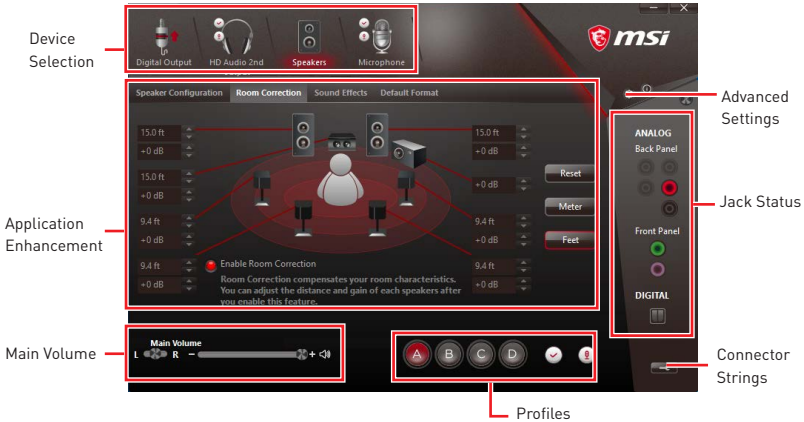 Device
Selection
Digital Output
HD Audio 2nd
Speakers
Microphone
msi
Advanced
Settings
Speaker Configuration
Room Correction
Sound Effects
Default Format
15.0 ft
+0 dB
15.0 ft
+0 dB
9.4 ft
+0 dB
9.4 ft
+0 dB
15.0 ft
+0 dB
+0 dB
9.4 ft
+0 dB
9.4 ft
+0 dB
Reset
Meter
Feet
Enable Room Correction
Room Correction compensates your room characteristics.
You can adjust the distance and gain of each speakers after
you enable this feature.
Application
Enhancement
ANALOG
Back Panel
Front Panel
DIGITAL
Jack Status
Main Volume
Main Volume
L
R
-
+
A
B
C
D
Profiles
Connector
Strings